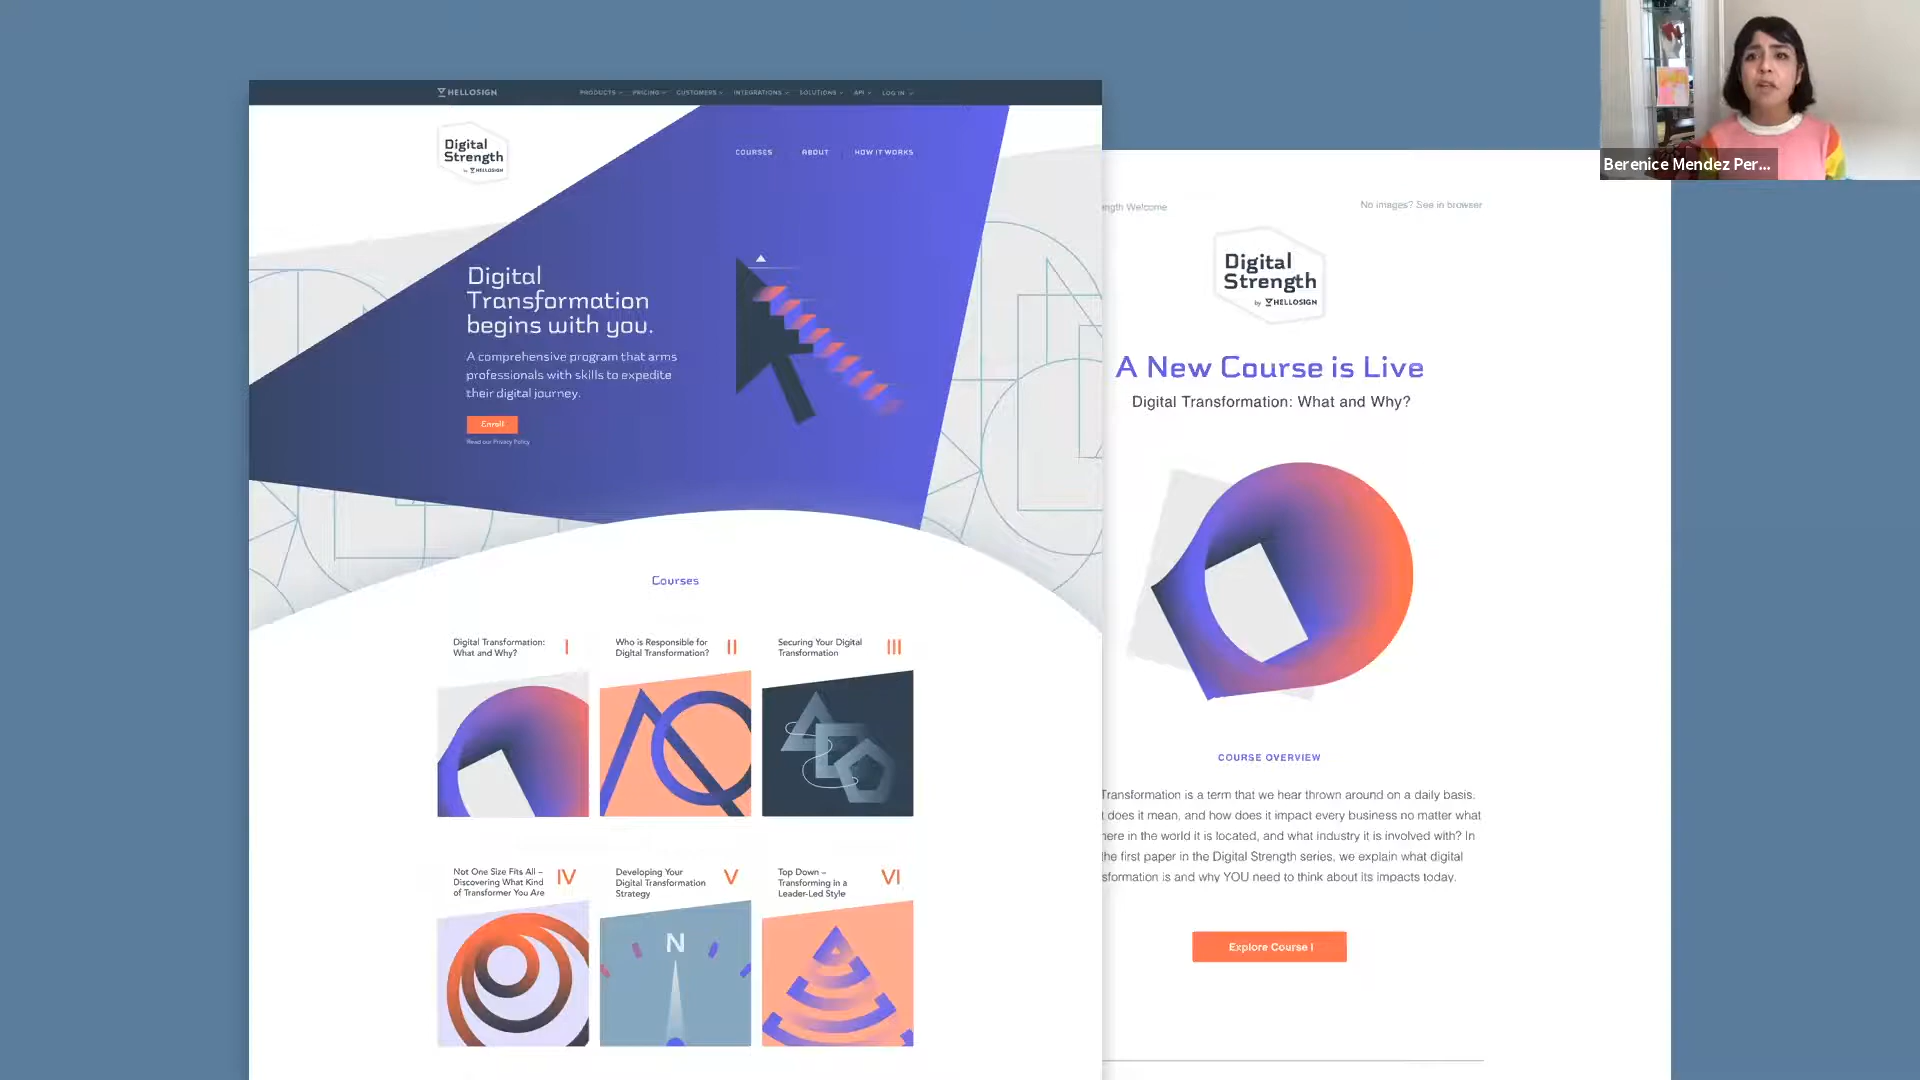 HELLOSIGN
PRODUCTS PRICING CUSTOMERS INTEGRATIONS SOLUTIONS API LOG IN
Digital
Strength
by HELLOSIGN
COURSES ABOUT HOW IT WORKS
Digital
Transformation
begins with you.
A comprehensive program that arms
professionals with skills to expedite
their digital journey.
Enroll
Read our Privacy Policy
Courses
Digital Transformation:
What and Why?
I
Who is Responsible for
Digital Transformation?
II
Securing Your Digital
Transformation
III
Not One Size Fits All –
Discovering What Kind
of Transformer You Are
IV
Developing Your
Digital Transformation
Strategy
V
Top Down –
Transforming in a
Leader-Led Style
VI
N
Berenice Mendez Per...
ength Welcome
No images? See in browser
Digital
Strength
by HELLOSIGN
A New Course is Live
Digital Transformation: What and Why?
COURSE OVERVIEW
Transformation is a term that we hear thrown around on a daily basis.
t does it mean, and how does it impact every business no matter what
here in the world it is located, and what industry it is involved with? In
the first paper in the Digital Strength series, we explain what digital
sformation is and why YOU need to think about its impacts today.
Explore Course I